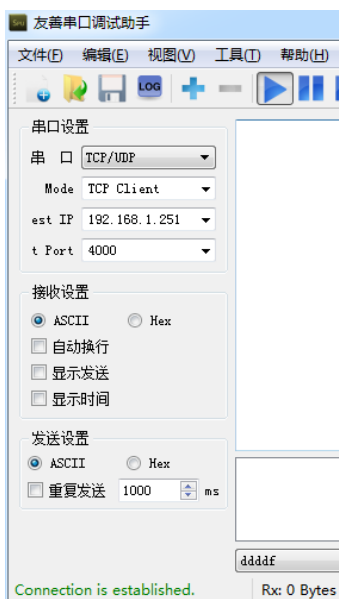 友善串口调试助手
文件(F) 编辑(E) 视图(V) 工具(T) 帮助(H)
LOG
串口设置
串 口 TCP/UDP
Mode TCP Client
est IP 192.168.1.251
t Port 4000
接收设置
ASCII Hex
自动换行
显示发送
显示时间
发送设置
ASCII Hex
重复发送 1000 ms
ddddf
Connection is established. Rx: 0 Bytes